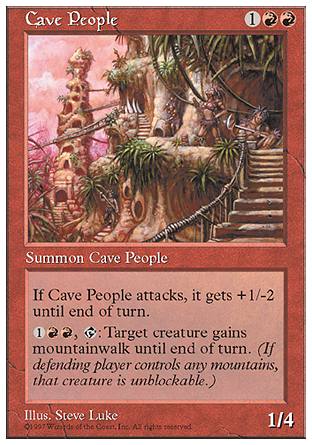 Cave People 1
Summon Cave People
If Cave People attacks, it gets +1/-2
until end of turn.
1 , : Target creature gains
mountainwalk until end of turn. (If
defending player controls any mountains,
that creature is unblockable.)
Illus. Steve Luke
©1997 Wizards of the Coast, Inc. All rights reserved.
1/4